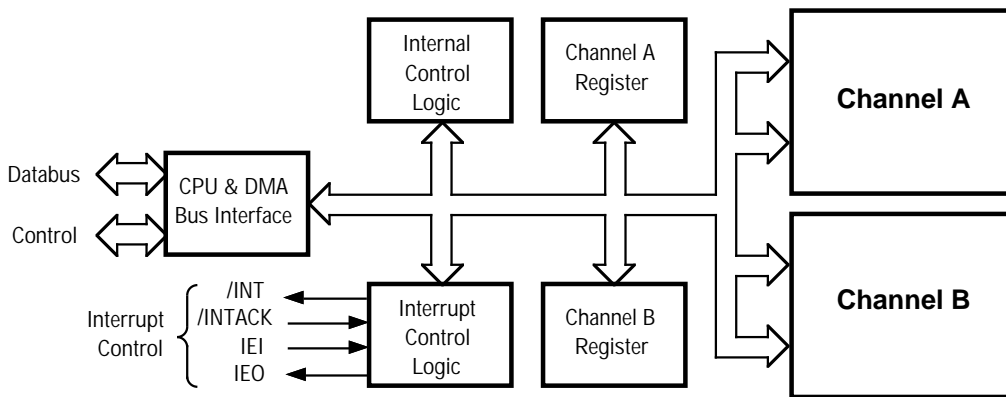 Internal
Control
Logic
Channel A
Register
Channel A
Databus
CPU & DMA
Bus Interface
Control
Channel B
Interrupt
Control
/INT
/INTACK
IEI
IEO
Interrupt
Control
Logic
Channel B
Register